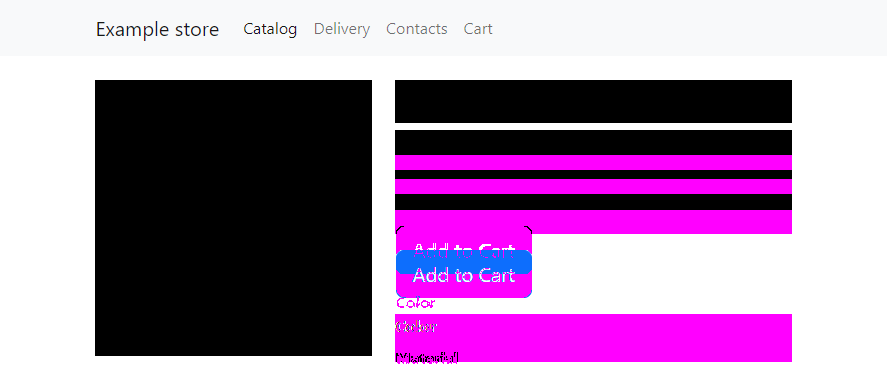 Example store Catalog Delivery Contacts Cart
Add to Cart
Add to Cart
Color
Color
Material